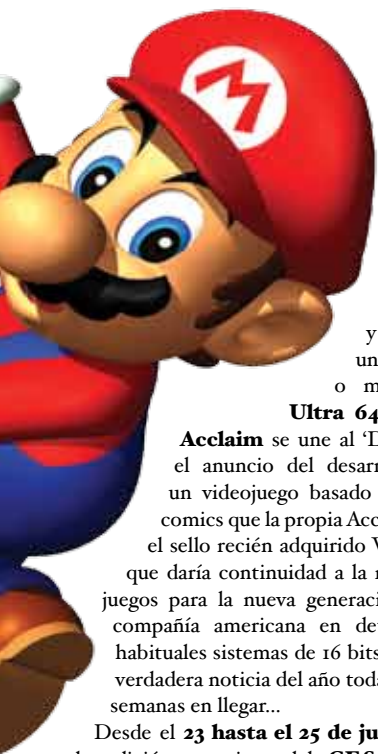 M
y
un
o m
Ultra 64
Acclaim se une al ‘D
el anuncio del desarr
un videojuego basado
comics que la propia Acc
el sello recién adquirido V
que daría continuidad a la
juegos para la nueva generaci
compañía americana en de
habituales sistemas de 16 bits
verdadera noticia del año toda
semanas en llegar...
Desde el 23 hasta el 25 de ju